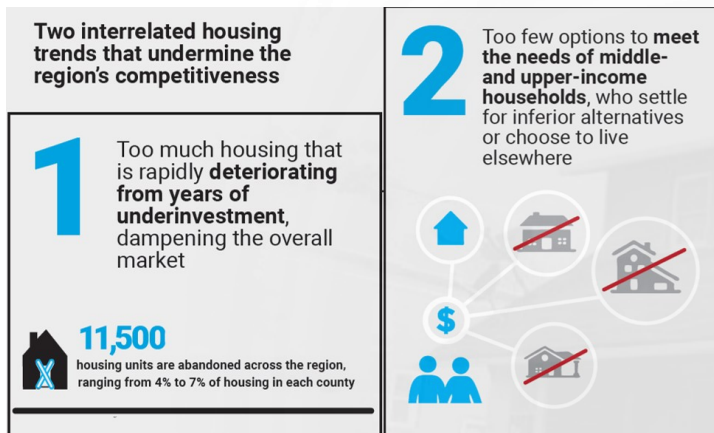 Two interrelated housing
trends that undermine the
region's competitiveness
1
Too much housing that
is rapidly deteriorating
from years of
underinvestment,
dampening the overall
market
11,500
housing units are abandoned across the region,
ranging from 4% to 7% of housing in each county
2
Too few options to meet
the needs of middle-
and upper-income
households, who settle
for inferior alternatives
or choose to live
elsewhere
$